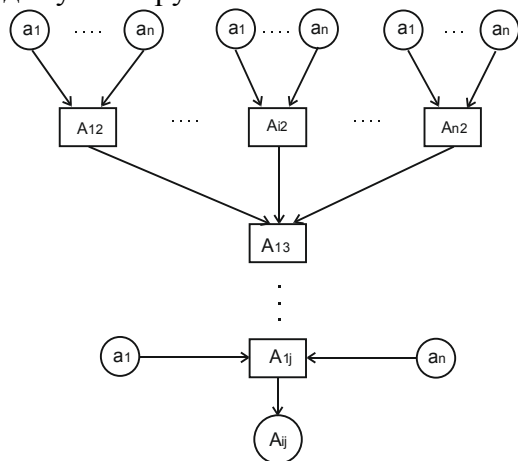 a1 .... an a1 .... an a1 ... an
A12 .... Ai2 .... An2
A13
a1 A1j an
Aij